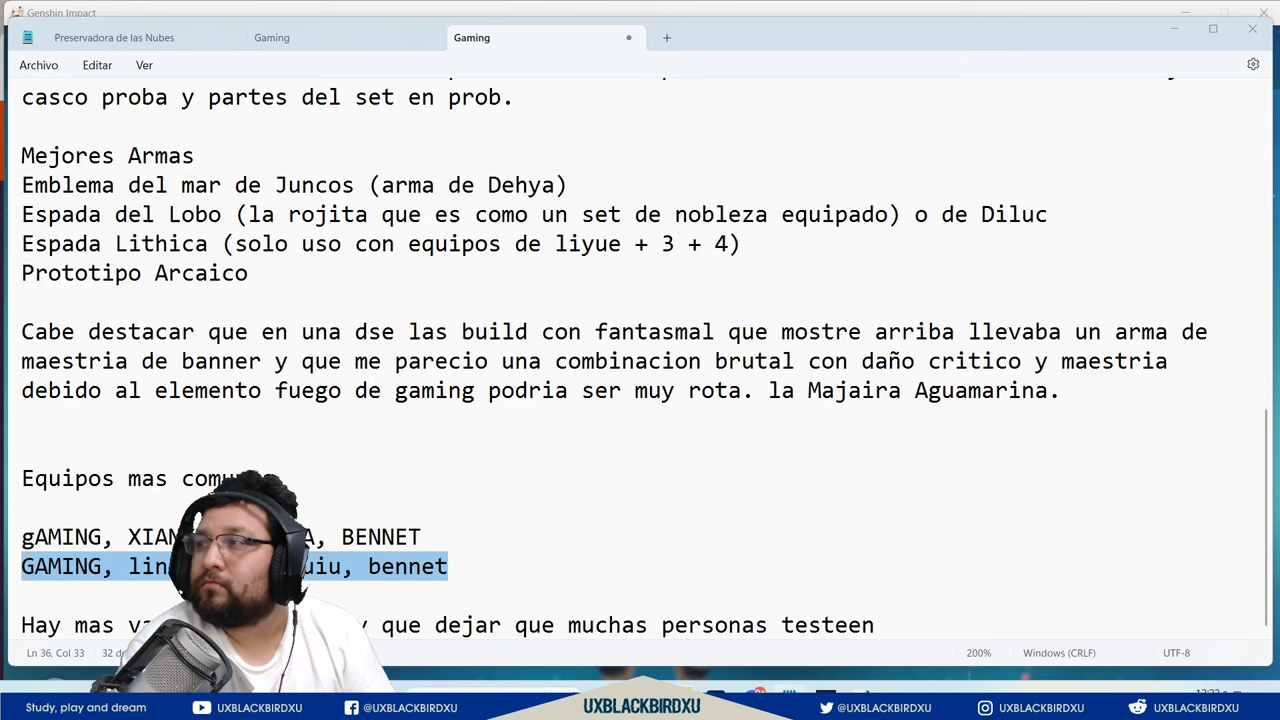 Genshin Impact
Preservadora de las Nubes
Gaming
Gaming
Archivo
Editar
Ver
casco proba y partes del set en prob.
Mejores Armas
Emblema del mar de Juncos (arma de Dehya)
Espada del Lobo (la rojita que es como un set de nobleza equipado) o de Diluc
Espada Lithica (solo uso con equipos de liyue + 3 + 4)
Prototipo Arcaico
Cabe destacar que en una dse las build con fantasmal que mostre arriba llevaba un arma de
maestria de banner y que me parecio una combinacion brutal con daño critico y maestria
debido al elemento fuego de gaming podria ser muy rota. la Majaira Aguamarina.
Equipos mas
gAMING, BENNET
GAMING, bennet
Hay mas que dejar que muchas personas testeen
Ln 36, Col 33
200%
Windows (CRLF)
UTF-8
Study, play and dream
UXBLACKBIRDXU
@UXBLACKBIRDXU
UXBLACKBIRDXU
@UXBLACKBIRDXU
@UXBLACKBIRDXU
UXBLACKBIRDXU